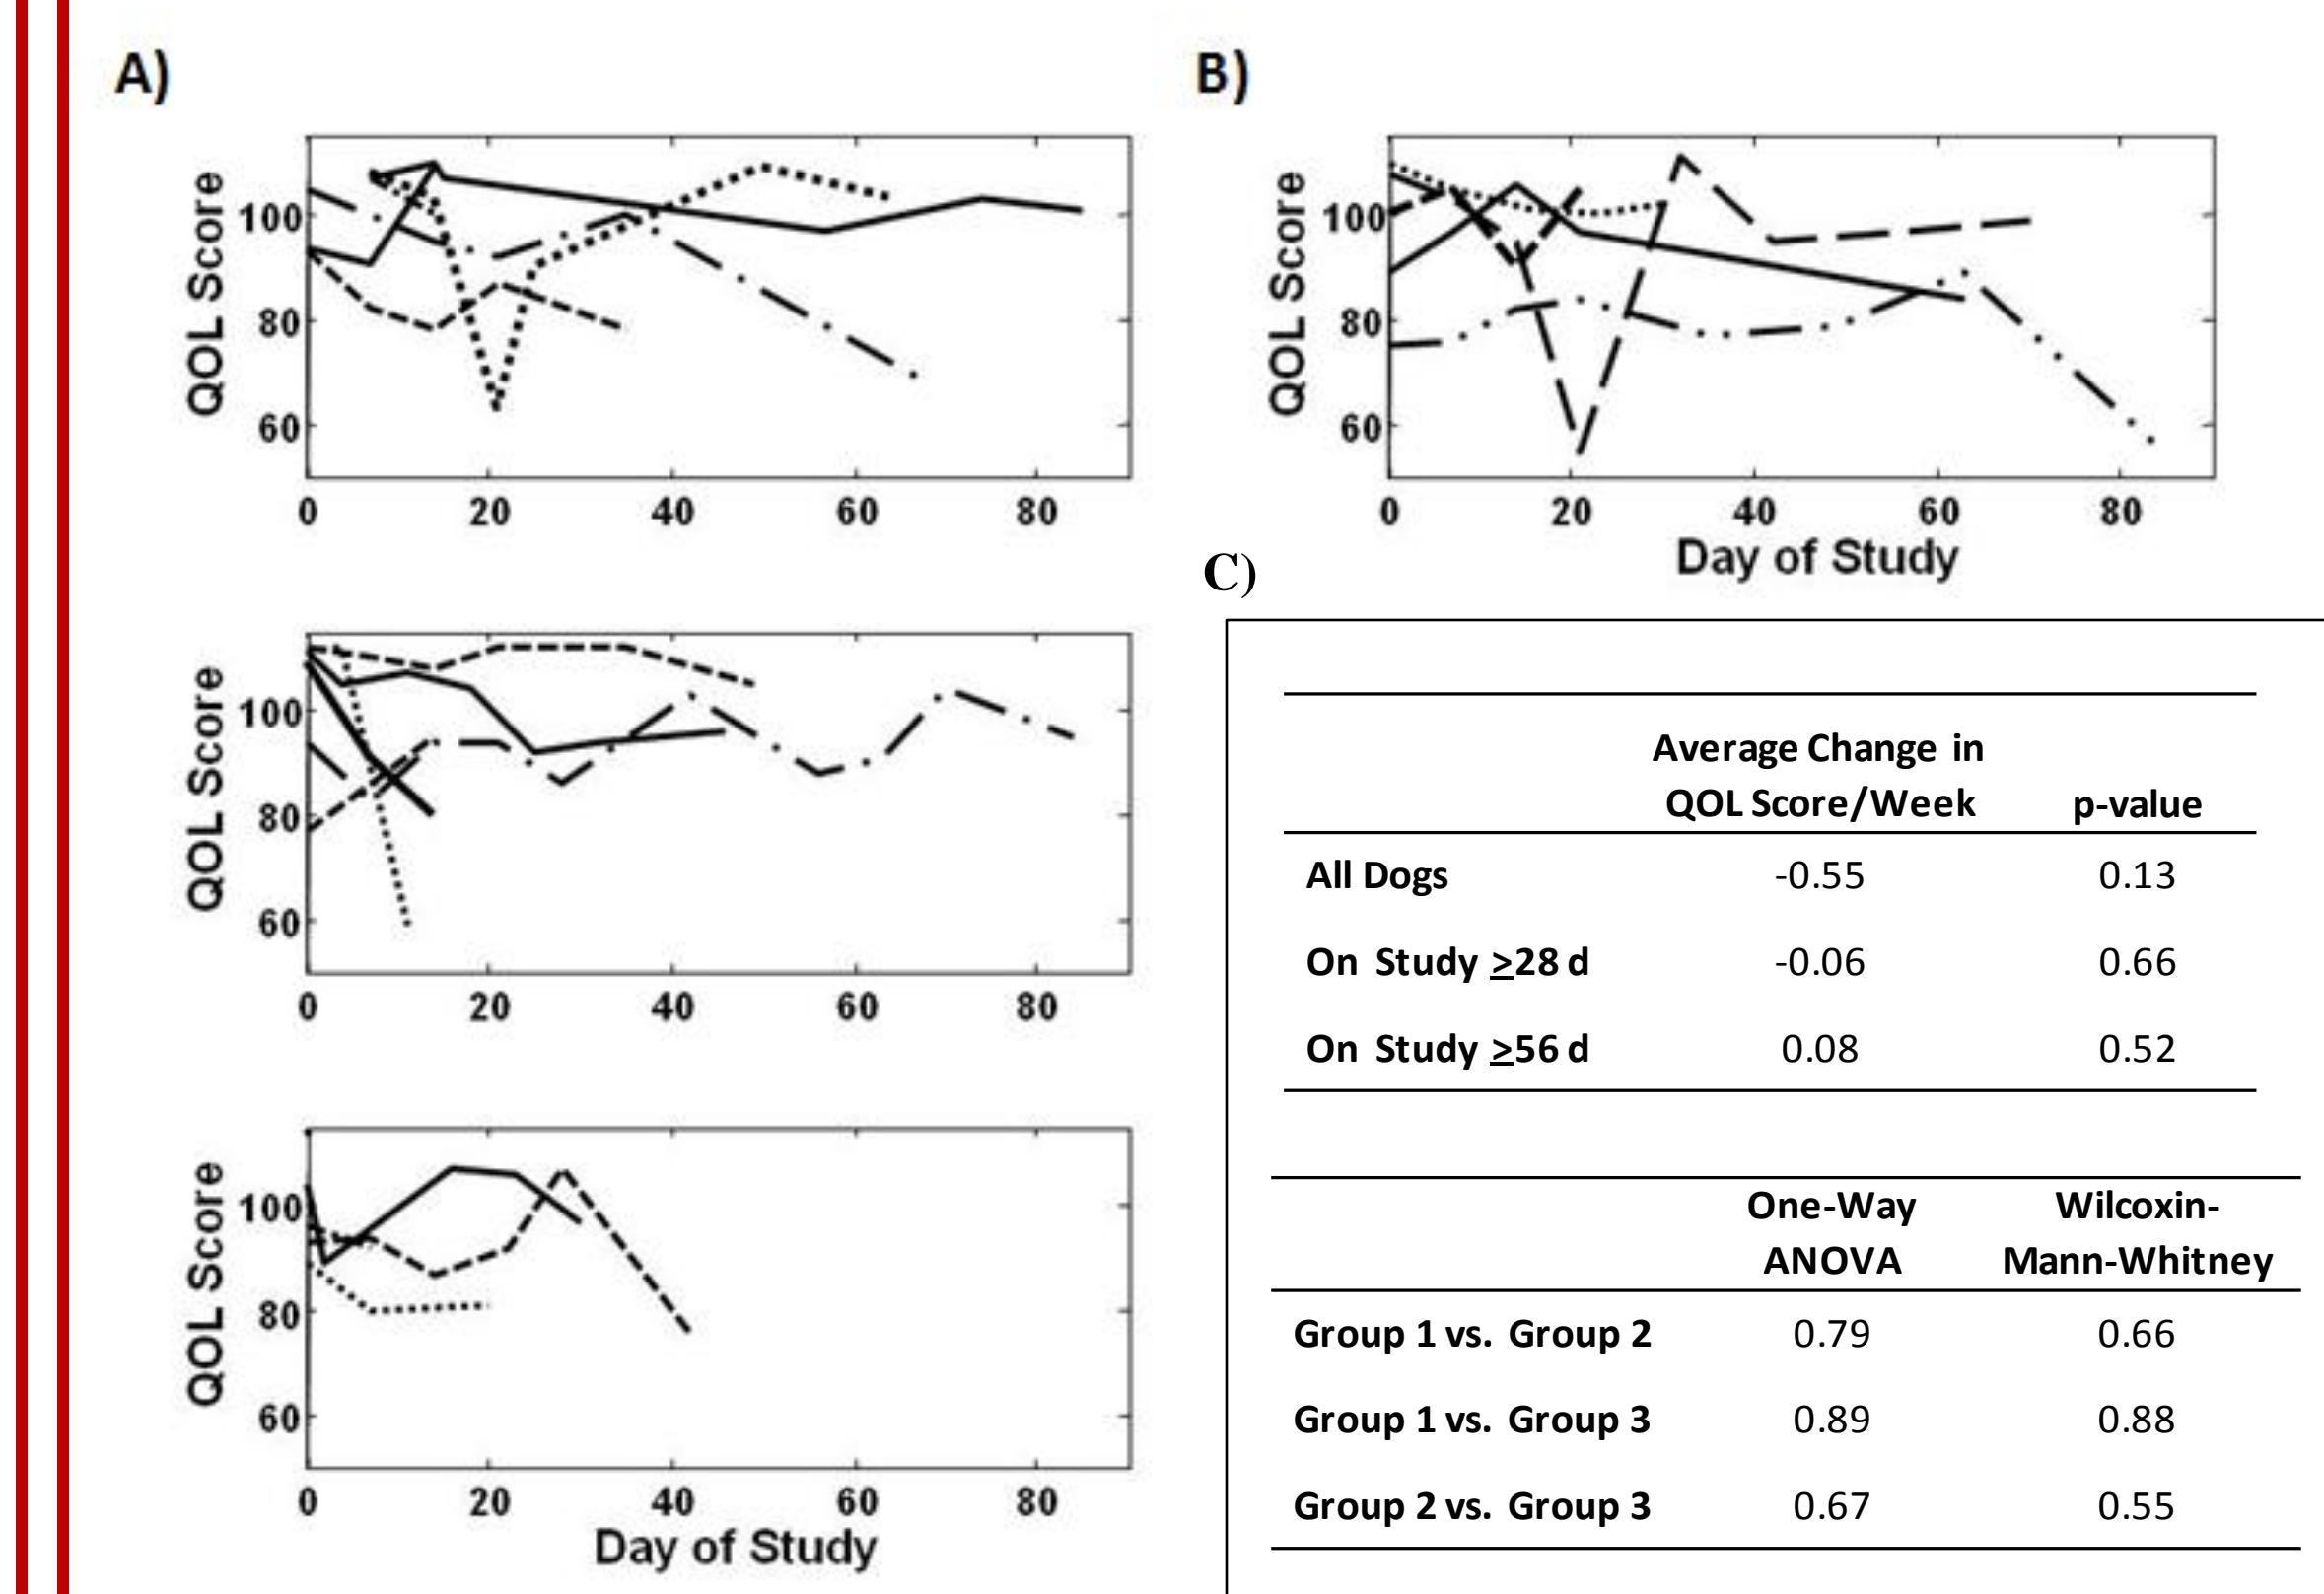 A)
QOL Score
100
80
60
0 20 40 60 80
QOL Score
100
80
60
0 20 40 60 80
QOL Score
100
80
60
0 20 40 60 80
Day of Study
B)
QOL Score
100
80
60
0 20 40 60 80
Day of Study
C)
Average Change in
QOL Score/Week p-value
All Dogs -0.55 0.13
On Study ≥28 d -0.06 0.66
On Study ≥56 d 0.08 0.52
One-Way Wilcoxin-
ANOVA Mann-Whitney
Group 1 vs. Group 2 0.79 0.66
Group 1 vs. Group 3 0.89 0.88
Group 2 vs. Group 3 0.67 0.55